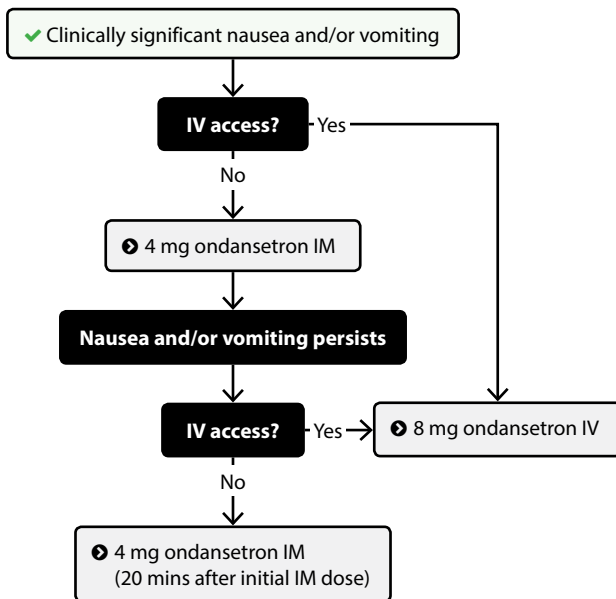 Clinically significant nausea and/or vomiting
IV access?
Yes
No
4 mg ondansetron IM
Nausea and/or vomiting persists
IV access?
Yes
8 mg ondansetron IV
No
4 mg ondansetron IM
(20 mins after initial IM dose)